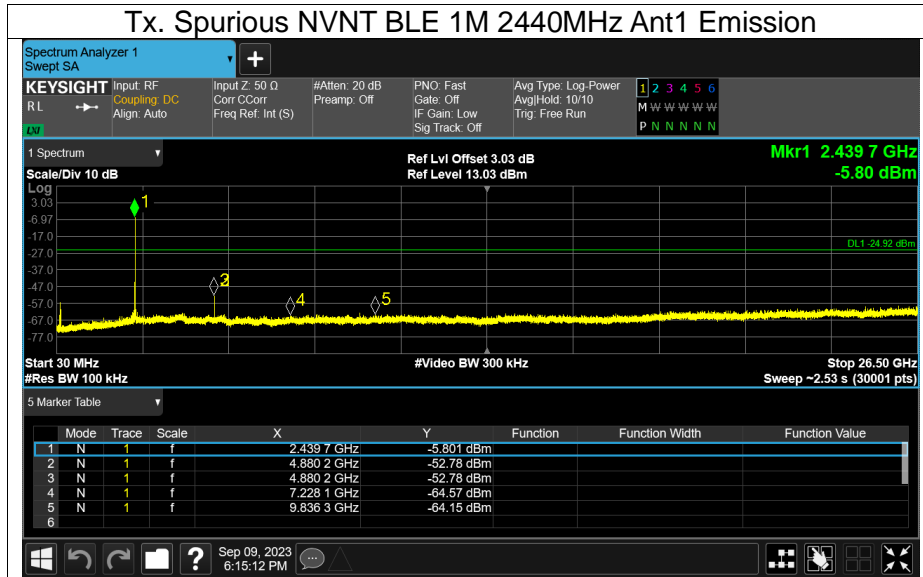 Tx. Spurious NVNT BLE 1M 2440MHz Ant1 Emission
Spectrum Analyzer 1
Swept SA
+
KEYSIGHT
R L
LXI
Input: RF
Coupling: DC
Align: Auto
Input Z: 50 Ω
Corr CCorr
Freq Ref: Int (S)
#Atten: 20 dB
Preamp: Off
PNO: Fast
Gate: Off
IF Gain: Low
Sig Track: Off
Avg Type: Log-Power
Avg|Hold: 10/10
Trig: Free Run
1 2 3 4 5 6
M W W W W W
P N N N N N
1 Spectrum
Scale/Div 10 dB
Ref Lvl Offset 3.03 dB
Ref Level 13.03 dBm
Mkr1 2.439 7 GHz
-5.80 dBm
Log
3.03
-6.97
-17.0
-27.0
-37.0
-47.0
-57.0
-67.0
-77.0
1
4
5
DL1 -24.92 dBm
Start 30 MHz
#Res BW 100 kHz
#Video BW 300 kHz
Stop 26.50 GHz
Sweep ~2.53 s (30001 pts)
5 Marker Table
Mode Trace Scale X Y Function Function Width Function Value
1 N 1 f 2.439 7 GHz -5.801 dBm
2 N 1 f 4.880 2 GHz -52.78 dBm
3 N 1 f 4.880 2 GHz -52.78 dBm
4 N 1 f 7.228 1 GHz -64.57 dBm
5 N 1 f 9.836 3 GHz -64.15 dBm
6
?
Sep 09, 2023
6:15:12 PM